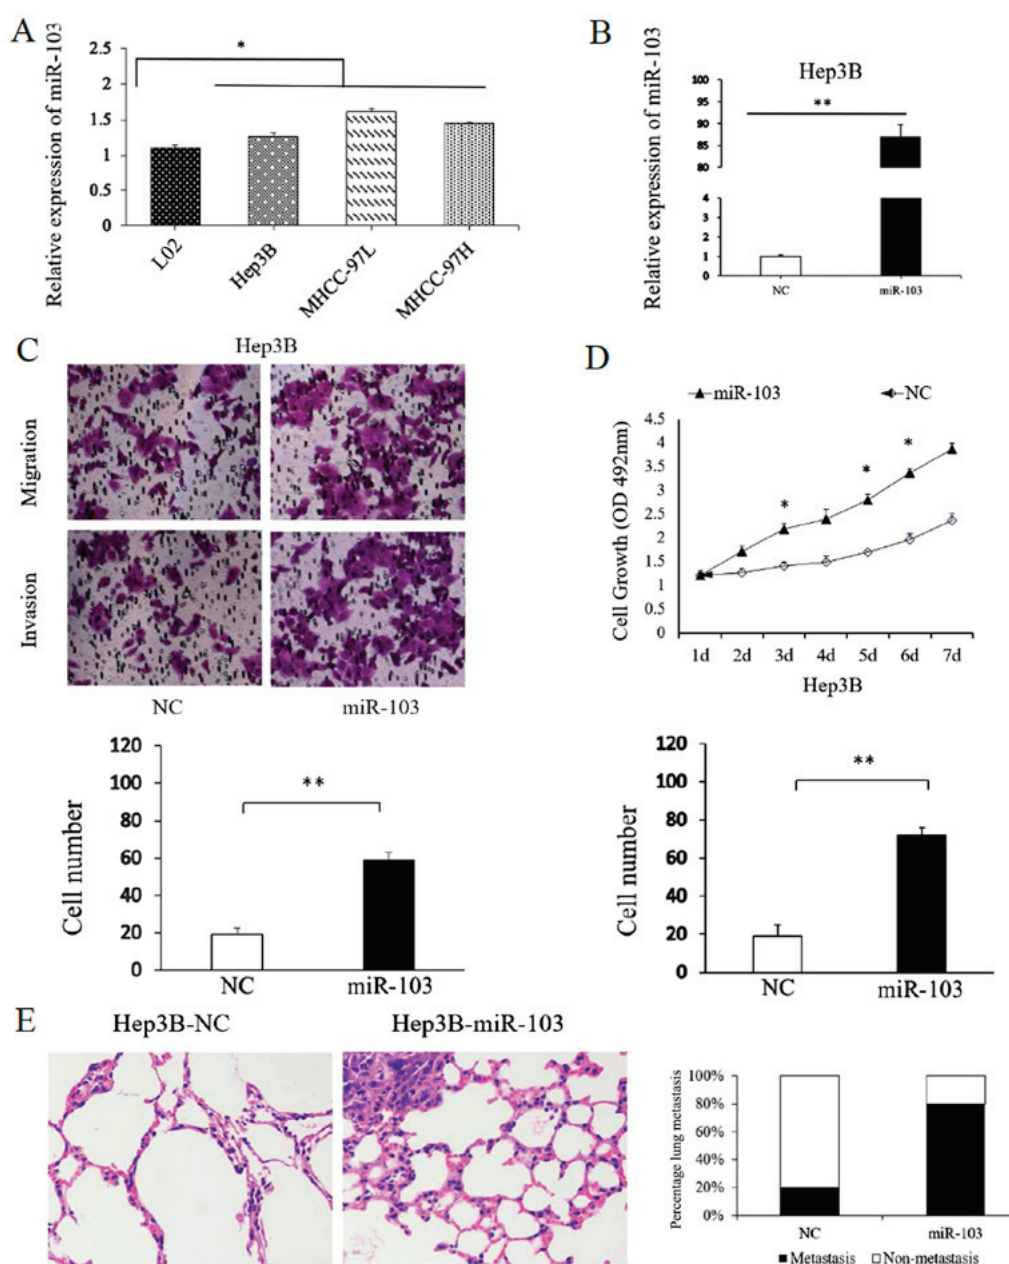 A
Relative expression of miR-103
2.5
2
1.5
1
0.5
0
*
L02
Hep3B
MHCC-97L
MHCC-97H
B
Relative expression of miR-103
Hep3B
100
95
90
85
80
4
3
2
1
0
**
NC
miR-103
C
Hep3B
Migration
Invasion
NC
miR-103
D
miR-103
NC
Cell Growth (OD 492nm)
4.5
4
3.5
3
2.5
2
1.5
1
0.5
0
*
*
*
1d 2d 3d 4d 5d 6d 7d
Hep3B
Cell number
120
100
80
60
40
20
0
**
NC
miR-103
Cell number
120
100
80
60
40
20
0
**
NC
miR-103
E
Hep3B-NC
Hep3B-miR-103
Percentage lung metastasis
100%
80%
60%
40%
20%
0%
NC
miR-103
Metastasis
Non-metastasis